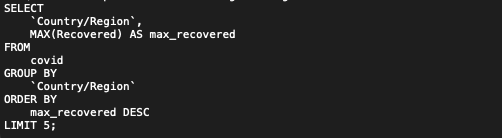 SELECT
    `Country/Region`,
    MAX(Recovered) AS max_recovered
FROM
    covid
GROUP BY
    `Country/Region`
ORDER BY
    max_recovered DESC
LIMIT 5;